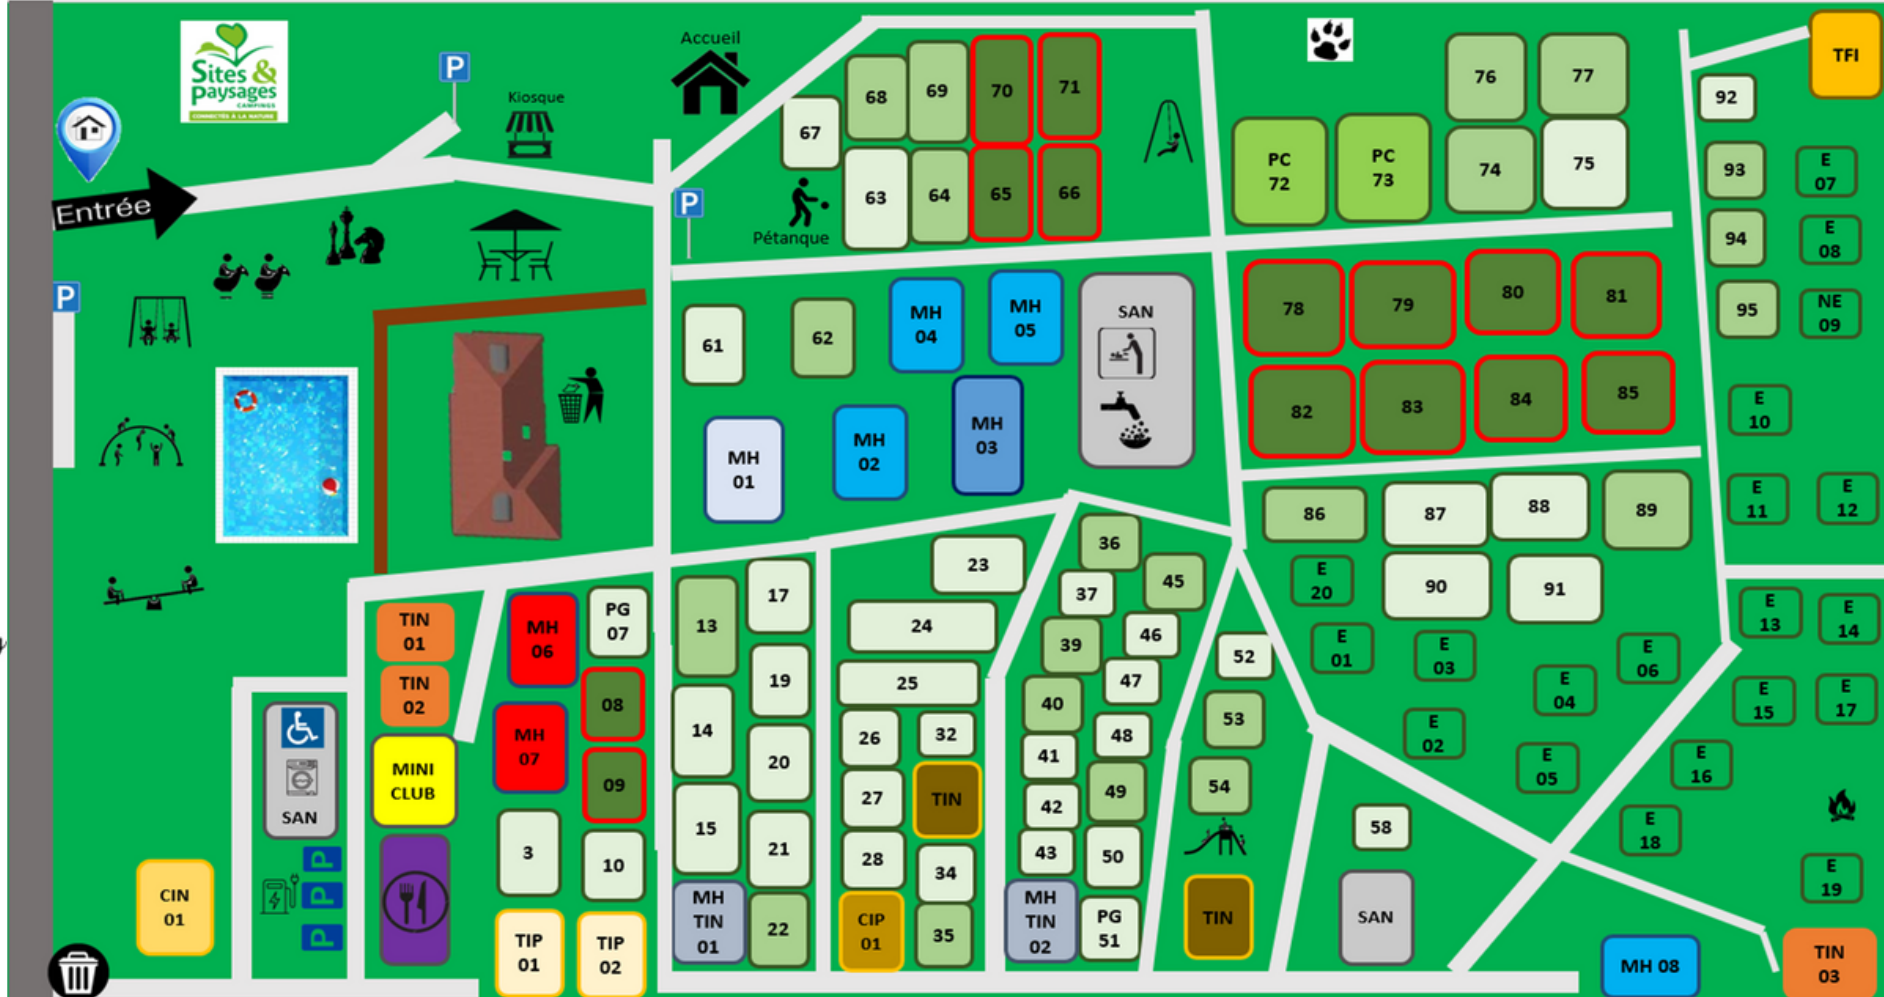 Sites &
Paysages
CAMPINGS
CONNECTÉS À LA NATURE
P
Kiosque
Accueil
Entrée
P
Pétanque
P
67
68
69
70
71
63
64
65
66
PC
72
PC
73
76
77
74
75
TFI
92
93
94
95
E
07
E
08
NE
09
61
62
MH
04
MH
05
SAN
MH
01
MH
02
MH
03
78
79
80
81
82
83
84
85
E
10
E
11
E
12
86
87
88
89
90
91
E
20
E
01
E
03
E
06
E
04
E
02
E
05
E
13
E
14
E
15
E
17
E
16
E
18
E
19
TIN
01
TIN
02
MINI
CLUB
SAN
P
P
P
CIN
01
MH
06
MH
07
PG
07
08
09
3
10
TIP
01
TIP
02
13
14
15
MH
TIN
01
17
19
20
21
22
23
24
25
26
27
28
CIP
01
32
TIN
34
35
36
37
39
40
41
42
43
MH
TIN
02
45
46
47
48
49
50
PG
51
52
53
54
TIN
58
SAN
MH 08
TIN
03